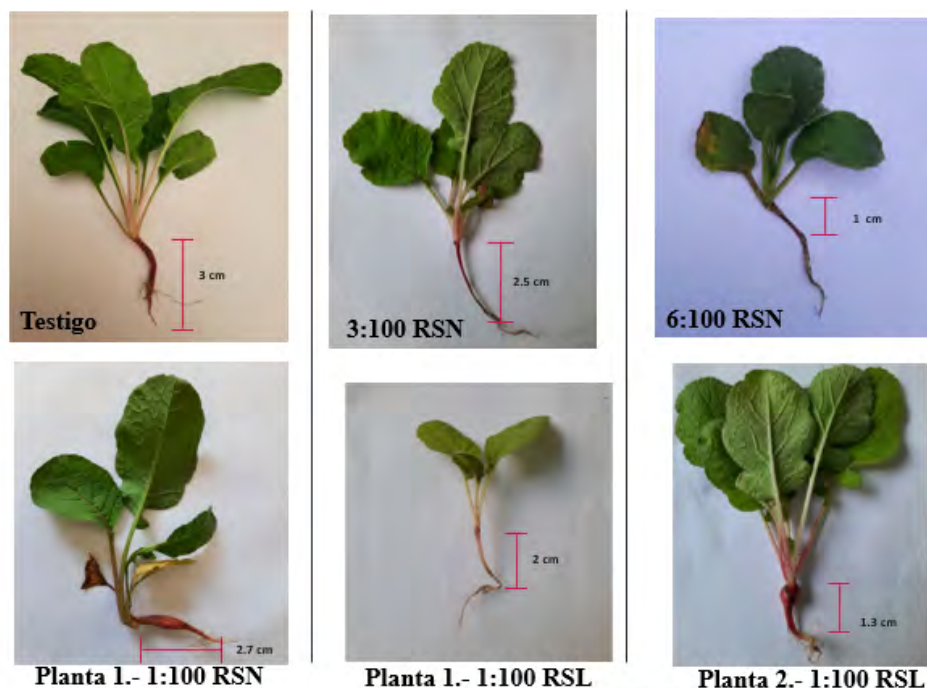 3 cm
Testigo
2.5 cm
3:100 RSN
1 cm
6:100 RSN
2.7 cm
Planta 1.- 1:100 RSN
2 cm
Planta 1.- 1:100 RSL
1.3 cm
Planta 2.- 1:100 RSL